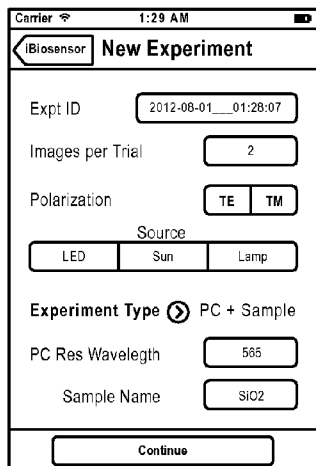 Carrier 1:29 AM
iBiosensor New Experiment
Expt ID 2012-08-01___01:28:07
Images per Trial 2
Polarization TE TM
Source
LED Sun Lamp
Experiment Type PC + Sample
PC Res Wavelegth 565
Sample Name SiO2
Continue